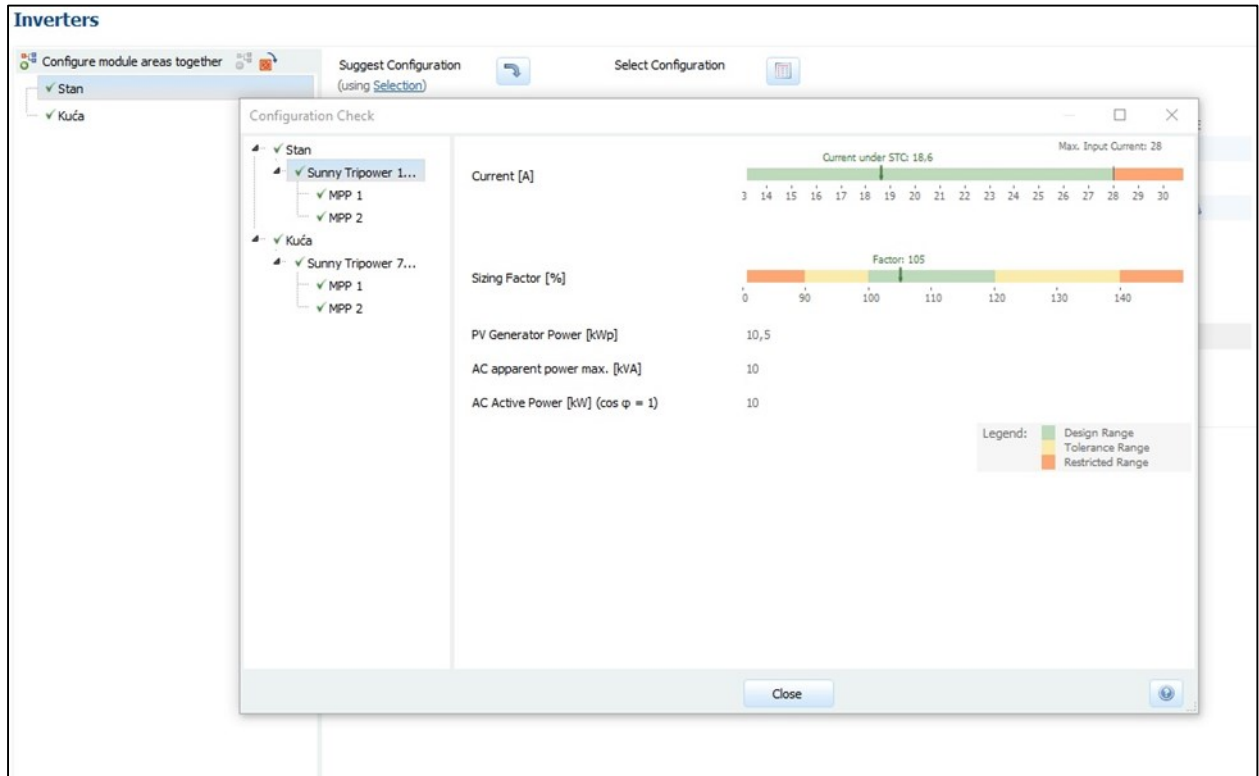 Inverters
Configure module areas together
Stan
Kuća
Suggest Configuration
(using Selection)
Select Configuration
Configuration Check
Stan
Sunny Tripower 1...
MPP 1
MPP 2
Kuća
Sunny Tripower 7...
MPP 1
MPP 2
Current under STC: 18,6
Max. Input Current: 28
Current [A]
3 14 15 16 17 18 19 20 21 22 23 24 25 26 27 28 29 30
Factor: 105
Sizing Factor [%]
0 90 100 110 120 130 140
PV Generator Power [kWp] 10,5
AC apparent power max. [kVA] 10
AC Active Power [kW] (cos φ = 1) 10
Legend: Design Range
Tolerance Range
Restricted Range
Close